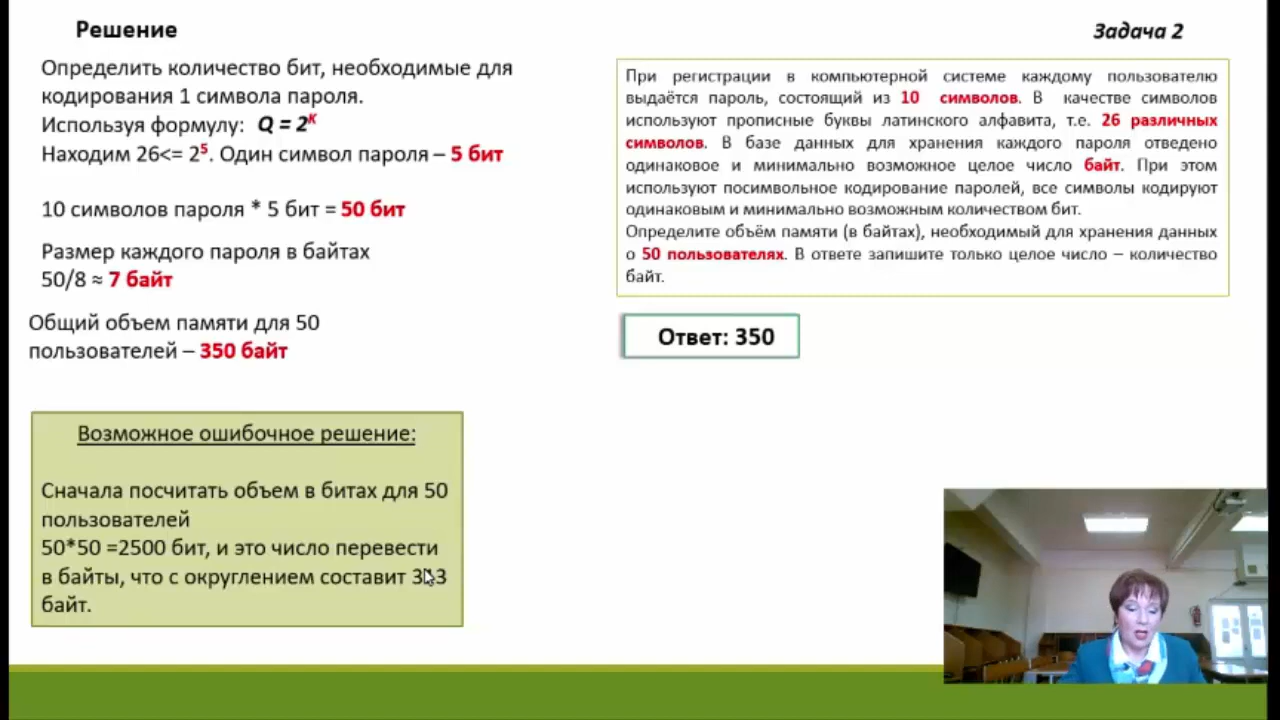 Решение
Определить количество бит, необходимые для
кодирования 1 символа пароля.
Используя формулу: Q = 2ᴷ
Находим 26<= 2⁵. Один символ пароля – 5 бит
10 символов пароля * 5 бит = 50 бит
Размер каждого пароля в байтах
50/8 ≈ 7 байт
Общий объем памяти для 50
пользователей – 350 байт
Возможное ошибочное решение:
Сначала посчитать объем в битах для 50
пользователей
50*50 =2500 бит, и это число перевести
в байты, что с округлением составит 313
байт.
Задача 2
При регистрации в компьютерной системе каждому пользователю
выдаётся пароль, состоящий из 10 символов. В качестве символов
используют прописные буквы латинского алфавита, т.е. 26 различных
символов. В базе данных для хранения каждого пароля отведено
одинаковое и минимально возможное целое число байт. При этом
используют посимвольное кодирование паролей, все символы кодируют
одинаковым и минимально возможным количеством бит.
Определите объём памяти (в байтах), необходимый для хранения данных
о 50 пользователях. В ответе запишите только целое число – количество
байт.
Ответ: 350